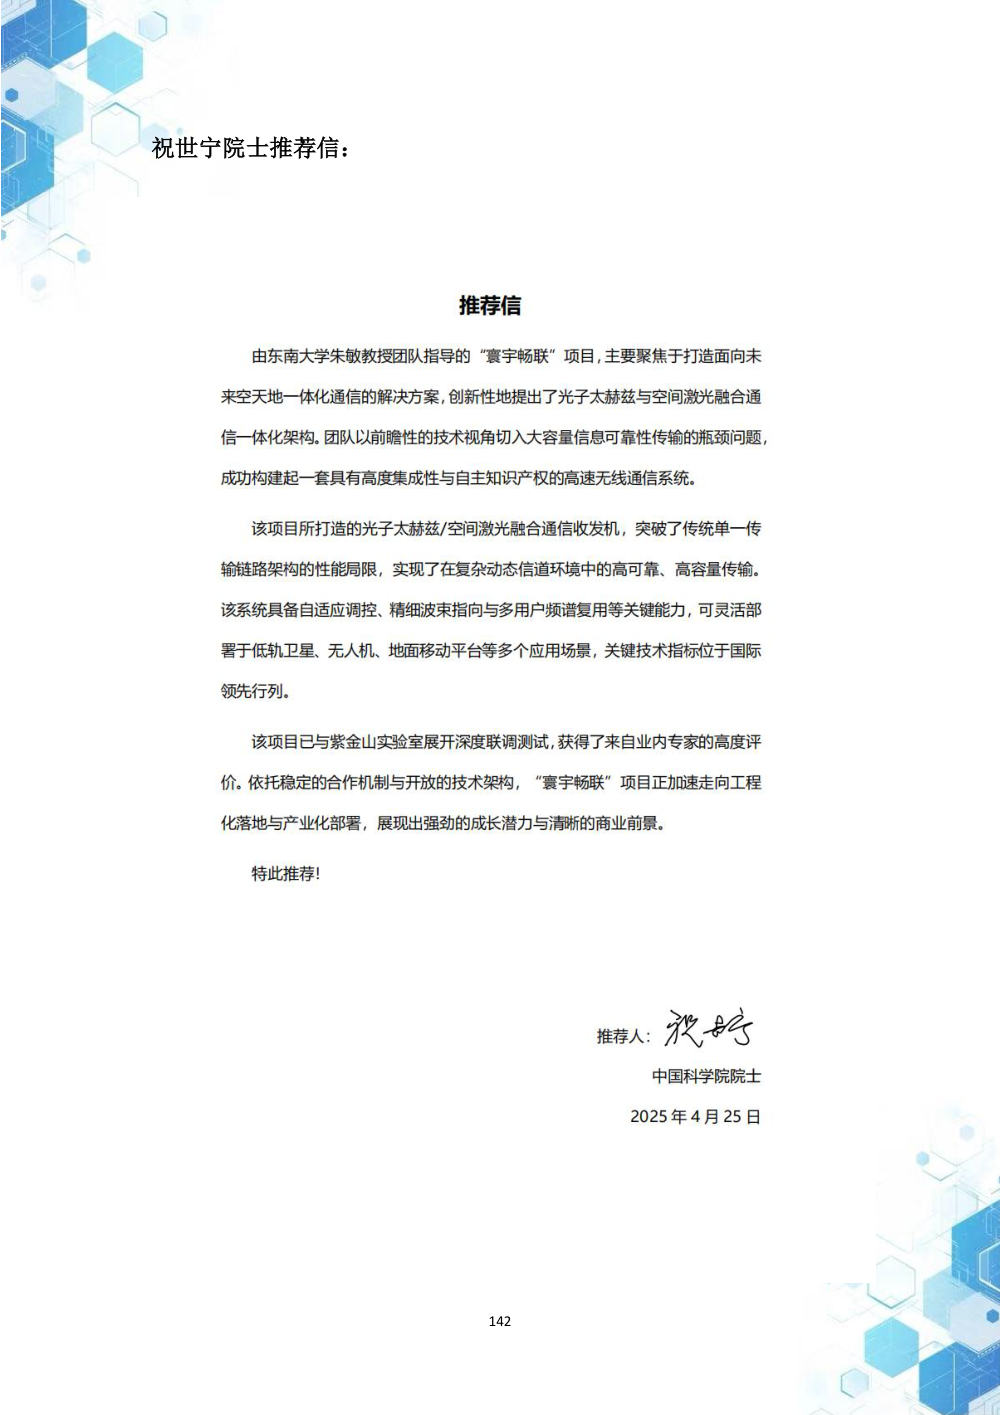 祝世宁院士推荐信：
推荐信
由东南大学朱敏教授团队指导的“寰宇畅联”项目，主要聚焦于打造面向未
来空天地一体化通信的解决方案，创新性地提出了光子太赫兹与空间激光融合通
信一体化架构。团队以前瞻性的技术视角切入大容量信息可靠性传输的瓶颈问题，
成功构建起一套具有高度集成性与自主知识产权的高速无线通信系统。
该项目所打造的光子太赫兹/空间激光融合通信收发机，突破了传统单一传
输链路架构的性能局限，实现了在复杂动态信道环境中的高可靠、高容量传输。
该系统具备自适应调控、精细波束指向与多用户频谱复用等关键能力，可灵活部
署于低轨卫星、无人机、地面移动平台等多个应用场景，关键技术指标位于国际
领先行列。
该项目已与紫金山实验室展开深度联调测试，获得了来自业内专家的高度评
价。依托稳定的合作机制与开放的技术架构，“寰宇畅联”项目正加速走向工程
化落地与产业化部署，展现出强劲的成长潜力与清晰的商业前景。
特此推荐！
推荐人：祝世宁
中国科学院院士
2025年4月25日
142